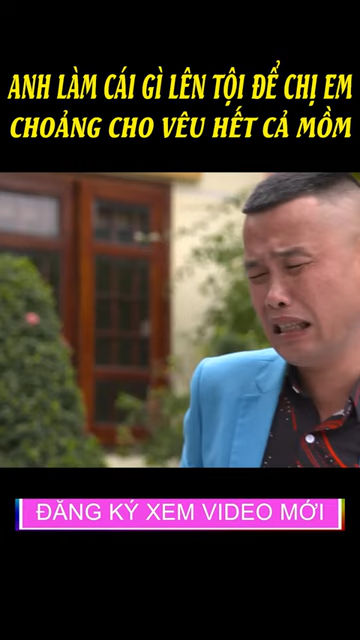 ANH LÀM CÁI GÌ LÊN TỘI ĐỂ CHỊ EM
CHOẢNG CHO VÊU HẾT CẢ MỒM
ĐĂNG KÝ XEM VIDEO MỚI